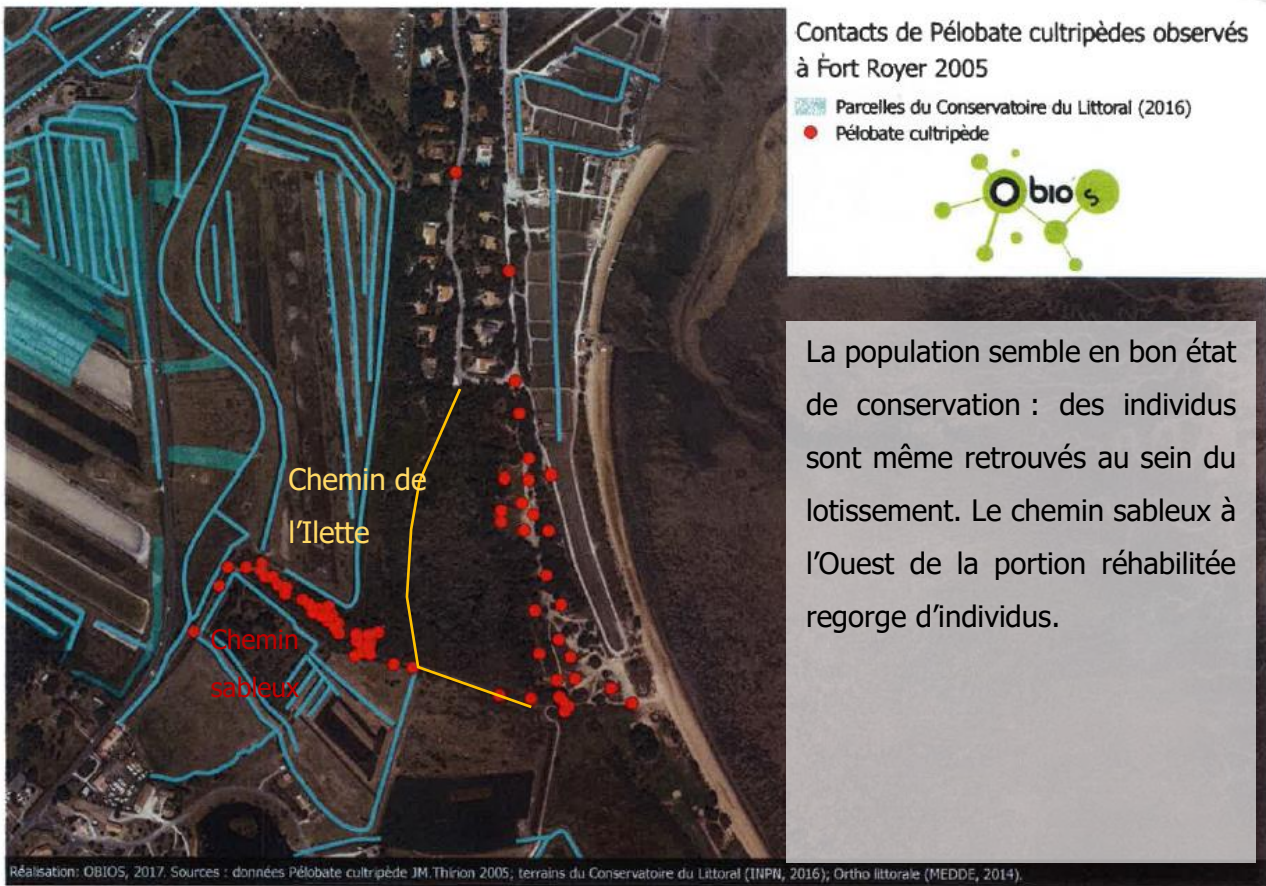 Contacts de Pélobate cultripèdes observés
à Fort Royer 2005
Parcelles du Conservatoire du Littoral (2016)
Pélobate cultripède
Obios
La population semble en bon état
de conservation : des individus
sont même retrouvés au sein du
lotissement. Le chemin sableux à
l'Ouest de la portion réhabilitée
regorge d'individus.
Chemin de
l'Ilette
Chemin
sableux
Réalisation: OBIOS, 2017. Sources : données Pélobate cultripède JM.Thirion 2005; terrains du Conservatoire du Littoral (INPN, 2016); Ortho littorale (MEDDE, 2014).